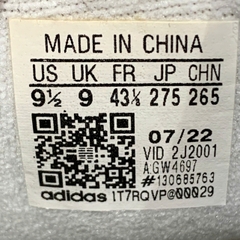 MADE IN CHINA
US UK FR JP CHN
9½ 9 43⅓ 275 265
07/22
VID 2J2001
AGW4697
#130685763
adidas 1T7RQVP@00029